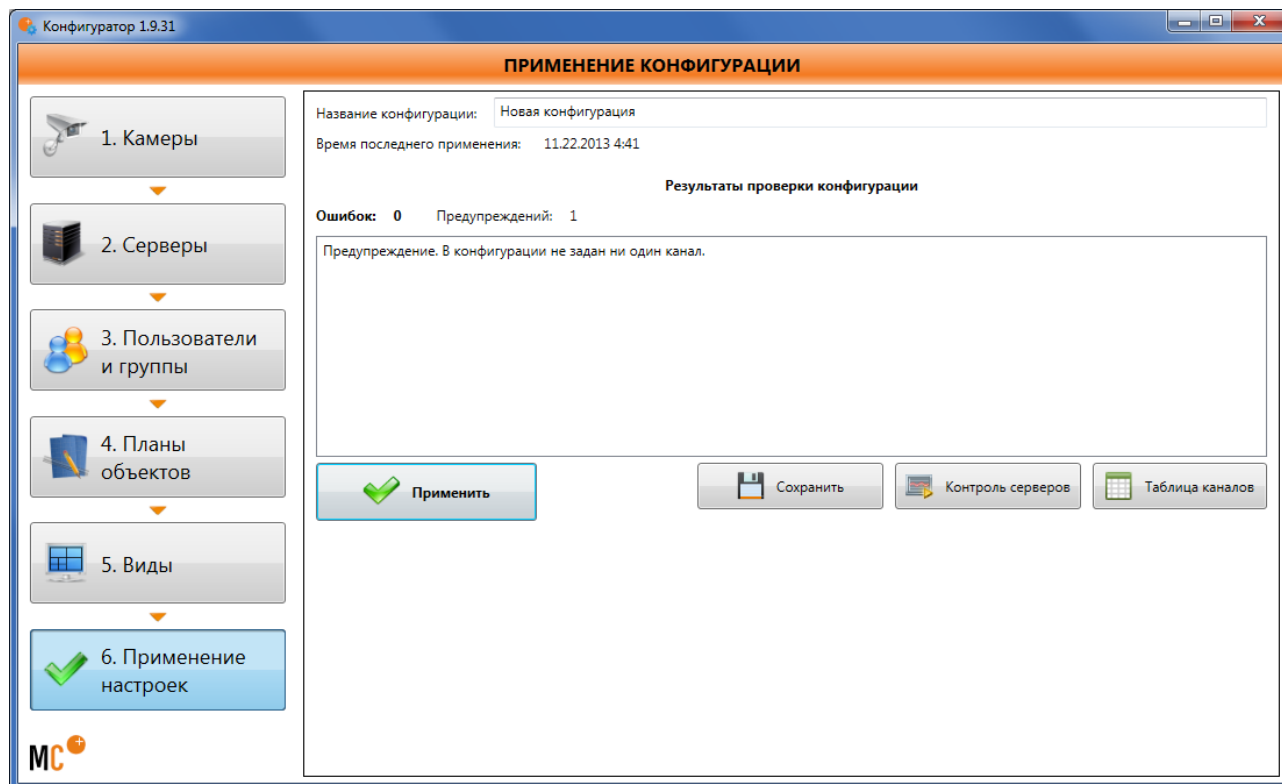 Конфигуратор 1.9.31
ПРИМЕНЕНИЕ КОНФИГУРАЦИИ
1. Камеры
2. Серверы
3. Пользователи
и группы
4. Планы
объектов
5. Виды
6. Применение
настроек
МС+
Название конфигурации: Новая конфигурация
Время последнего применения: 11.22.2013 4:41
Результаты проверки конфигурации
Ошибок: 0 Предупреждений: 1
Предупреждение. В конфигурации не задан ни один канал.
Применить Сохранить Контроль серверов Таблица каналов